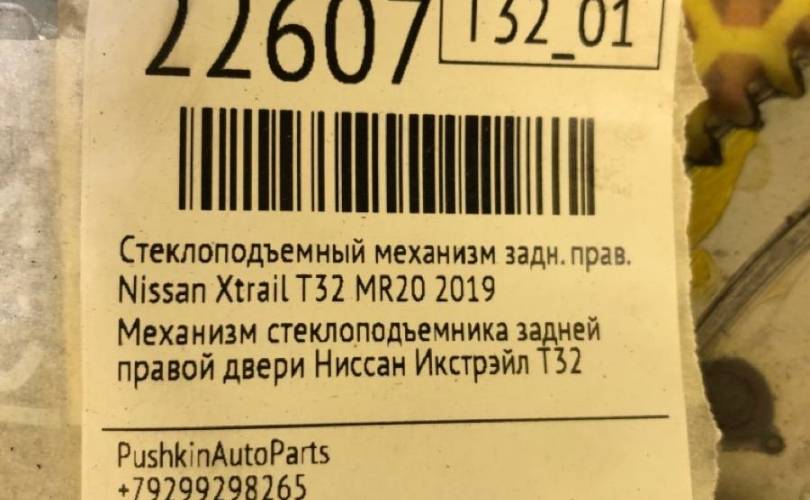 22607
T32_01
Стеклоподъемный механизм задн. прав.
Nissan Xtrail T32 MR20 2019
Механизм стеклоподъемника задней
правой двери Ниссан Икстрэйл Т32
PushkinAutoParts
+79299298265